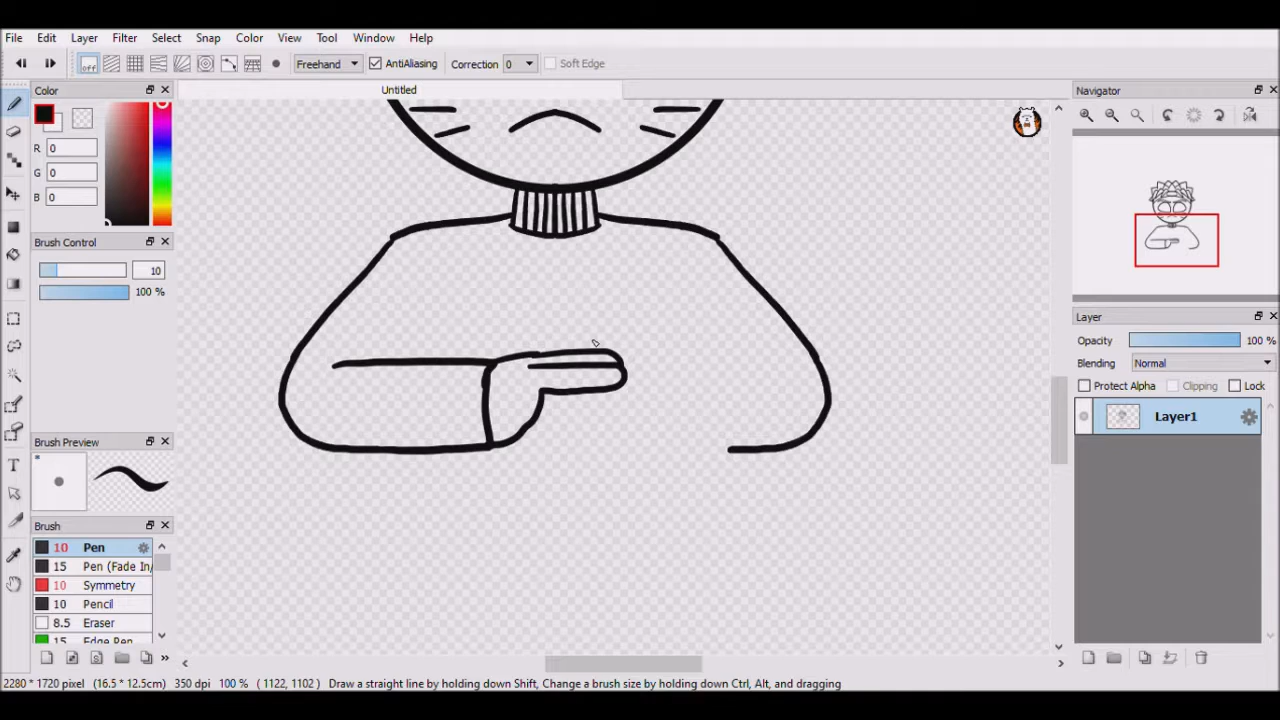 File Edit Layer Filter Select Snap Color View Tool Window Help
off Freehand AntiAliasing Correction 0 Soft Edge
Color
Untitled
Navigator
R 0
G 0
B 0
Brush Control
10
100 %
Layer
Opacity 100 %
Blending Normal
Protect Alpha Clipping Lock
Layer1
Brush Preview
Brush
10 Pen
15 Pen (Fade In/
10 Symmetry
10 Pencil
8.5 Eraser
15 Edge Pen
2280 * 1720 pixel (16.5 * 12.5cm) 350 dpi 100 % ( 1122, 1102 ) Draw a straight line by holding down Shift, Change a brush size by holding down Ctrl, Alt, and dragging